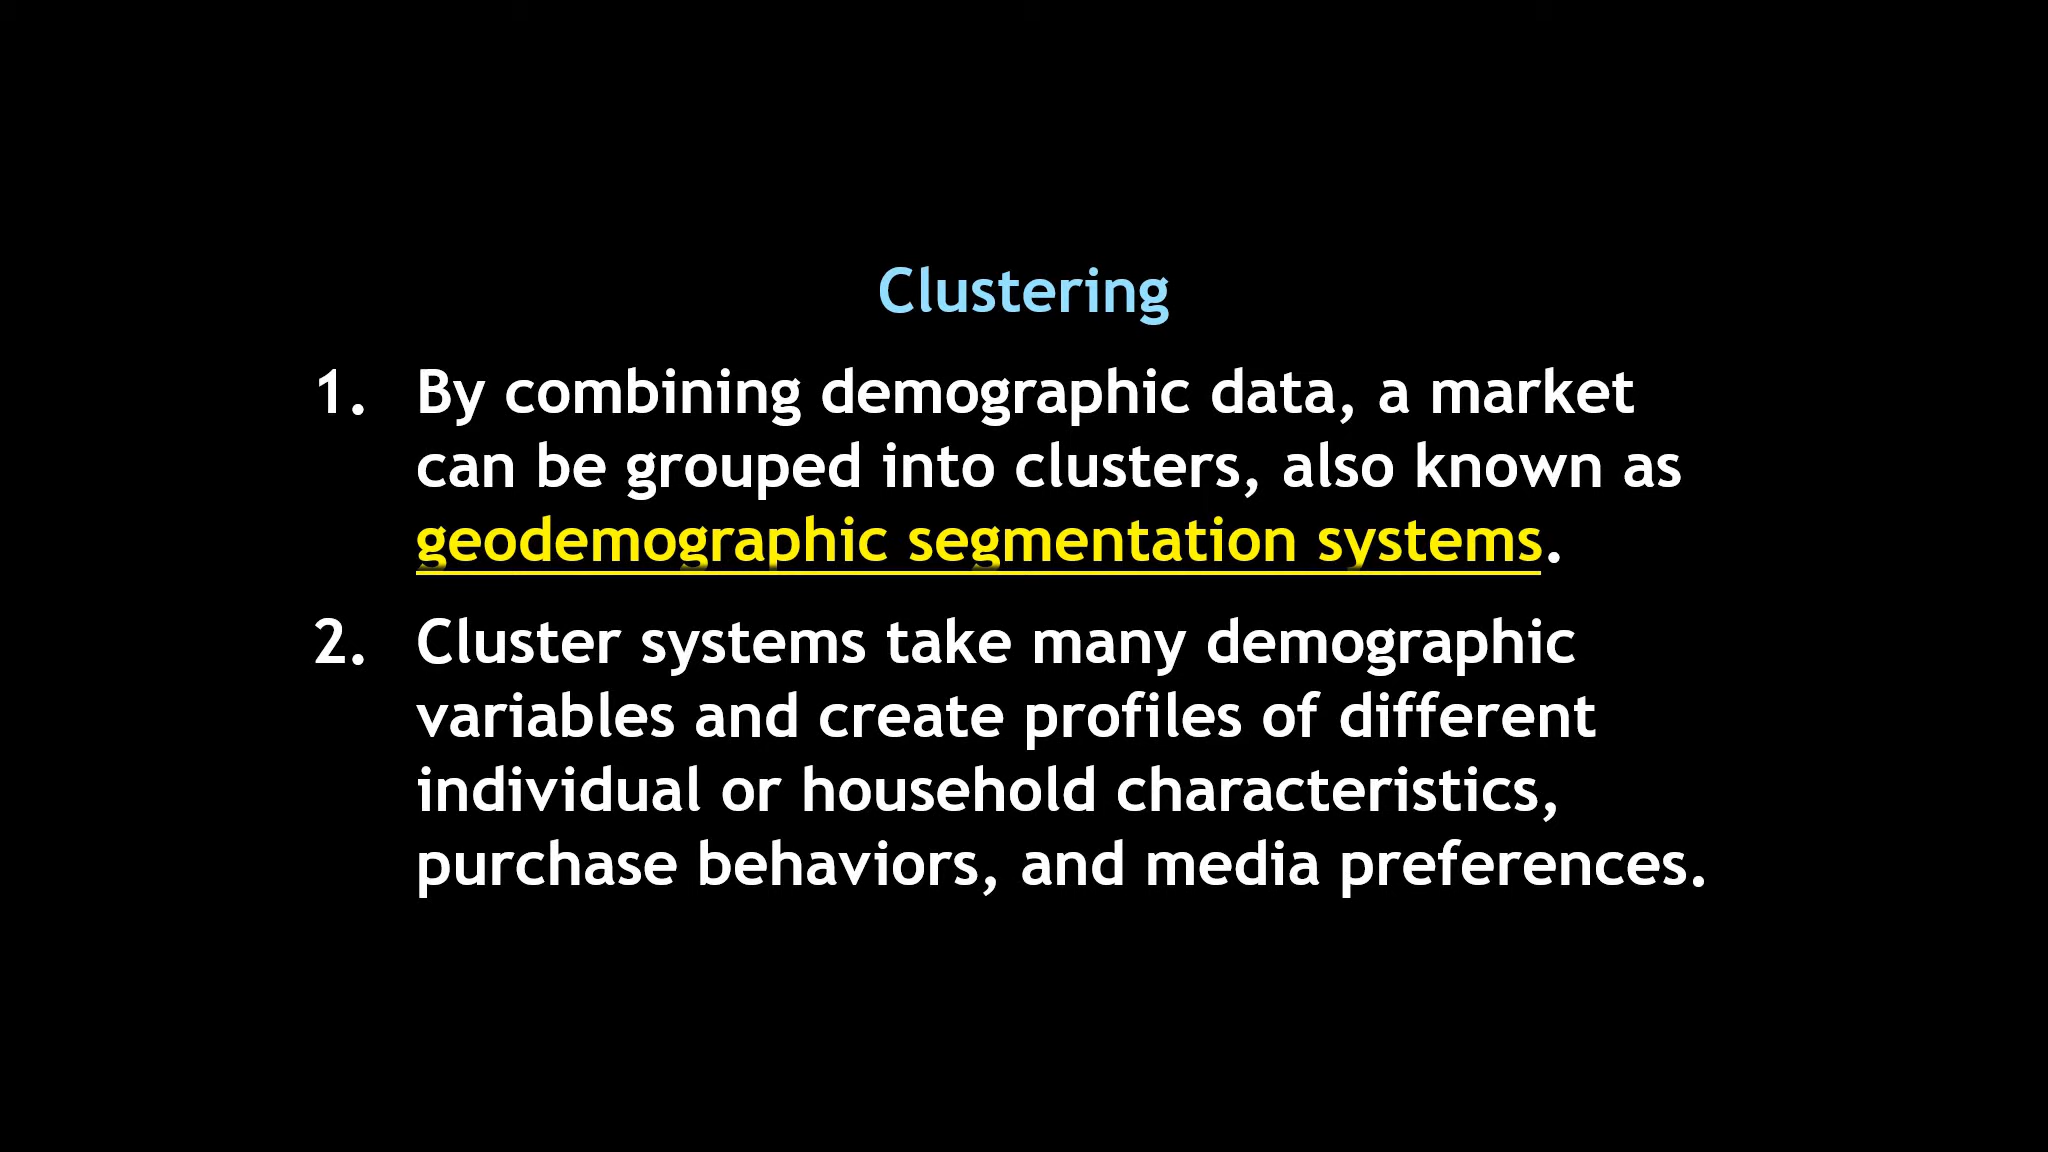 Clustering
1. By combining demographic data, a market
can be grouped into clusters, also known as
geodemographic segmentation systems.
2. Cluster systems take many demographic
variables and create profiles of different
individual or household characteristics,
purchase behaviors, and media preferences.